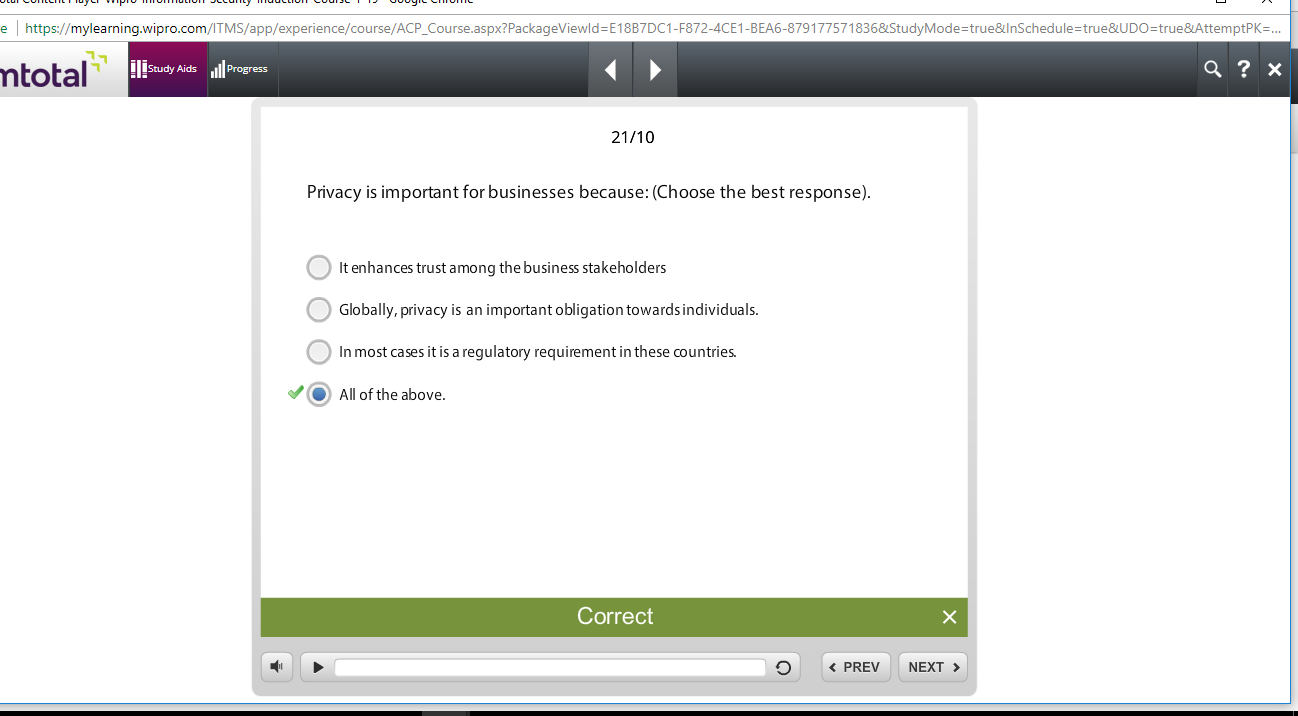 https://mylearning.wipro.com/ITMS/app/experience/course/ACP_Course.aspx?PackageViewId=E18B7DC1-F872-4CE1-BEA6-879177571836&StudyMode=true&InSchedule=true&UDO=true&AttemptPK=...
mtotal
Study Aids
Progress
?
21/10
Privacy is important for businesses because: (Choose the best response).
It enhances trust among the business stakeholders
Globally, privacy is an important obligation towards individuals.
In most cases it is a regulatory requirement in these countries.
All of the above.
Correct
PREV
NEXT